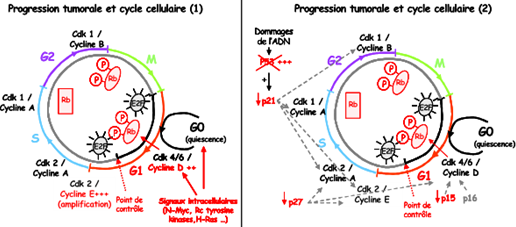 Progression tumorale et cycle cellulaire (1)
Cdk 1 /
Cycline B
G2
M
P
P
Rb
Cdk 1 /
Cycline A
Rb
E2F
P
P
Rb
E2F
G0
(quiescence)
S
Cdk 2 /
Cycline A
G1
Cdk 4/6 /
Cycline D ++
Cdk 2 /
Cycline E+++
(amplification)
Point de
contrôle
Signaux intracellulaires
(N-Myc, Rc tyrosine
kinases,H-Ras ...)
Progression tumorale et cycle cellulaire (2)
Dommages
de l'ADN
P53 +++
+
p21
Cdk 1 /
Cycline B
G2
M
P
P
Rb
Cdk 1 /
Cycline A
Rb
E2F
P
P
Rb
E2F
G0
(quiescence)
S
Cdk 2 /
Cycline A
G1
Cdk 4/6 /
Cycline D
Cdk 2 /
Cycline E
p27
p15
p16
Point de
contrôle